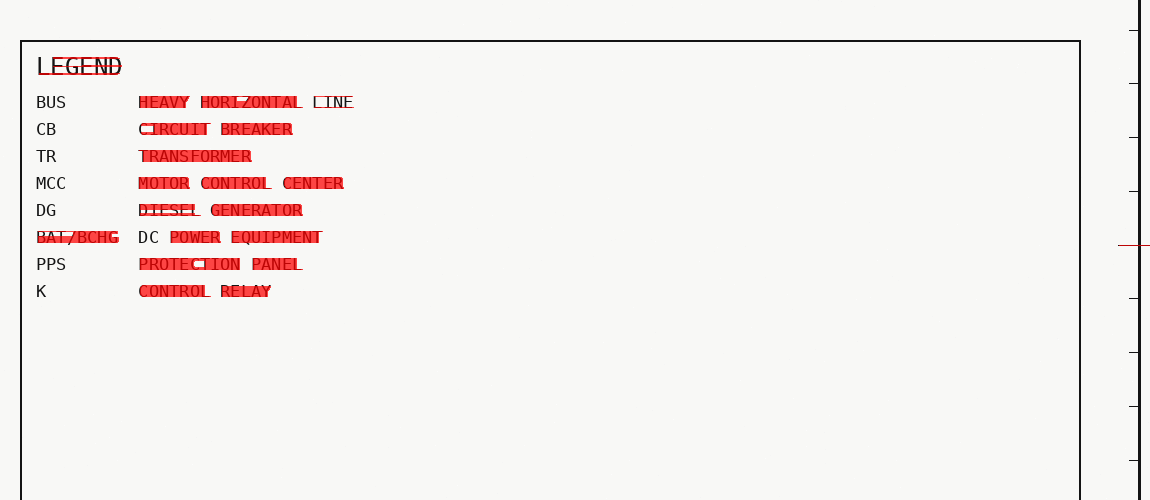 LEGEND
BUS HEAVY HORIZONTAL LINE
CB CIRCUIT BREAKER
TR TRANSFORMER
MCC MOTOR CONTROL CENTER
DG DIESEL GENERATOR
BAT/BCHG DC POWER EQUIPMENT
PPS PROTECTION PANEL
K CONTROL RELAY